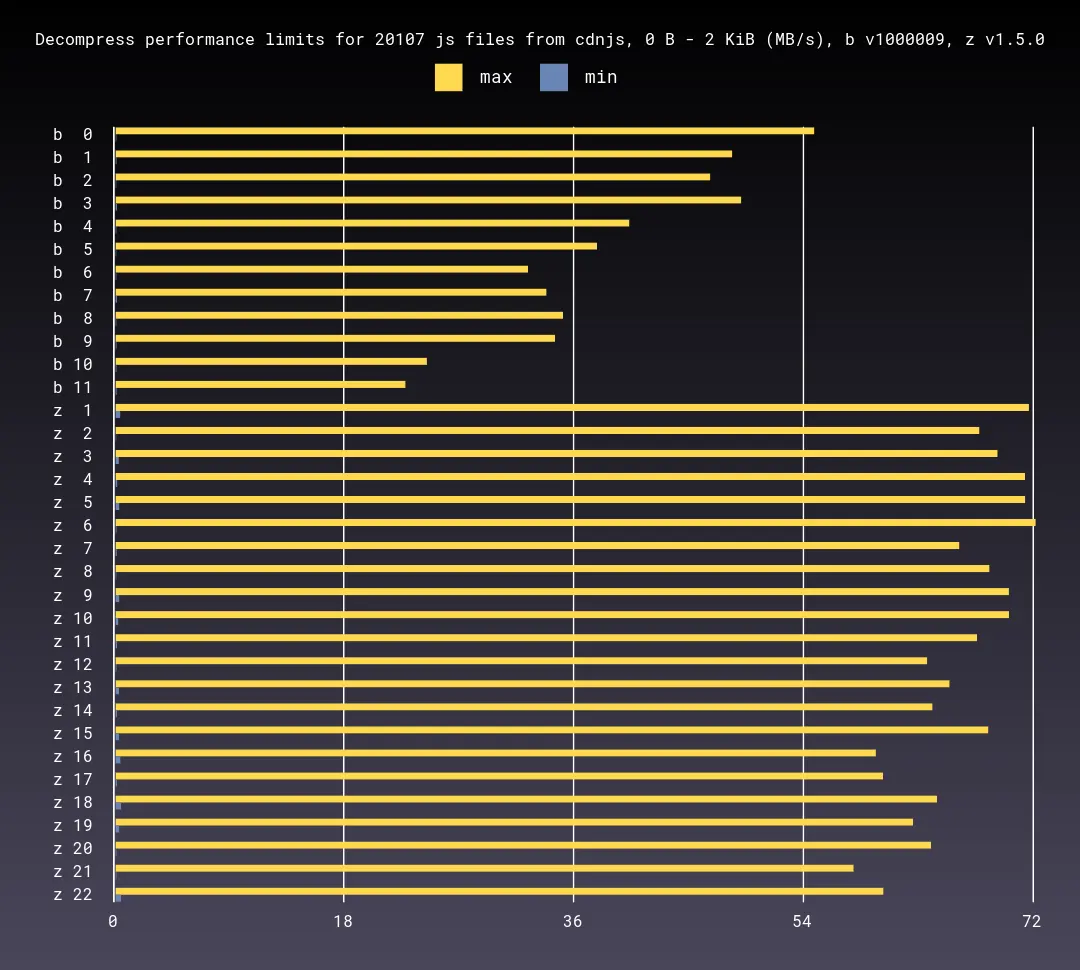 Decompress performance limits for 20107 js files from cdnjs, 0 B - 2 KiB (MB/s), b v1000009, z v1.5.0
max min
b 0
b 1
b 2
b 3
b 4
b 5
b 6
b 7
b 8
b 9
b 10
b 11
z 1
z 2
z 3
z 4
z 5
z 6
z 7
z 8
z 9
z 10
z 11
z 12
z 13
z 14
z 15
z 16
z 17
z 18
z 19
z 20
z 21
z 22
0 18 36 54 72